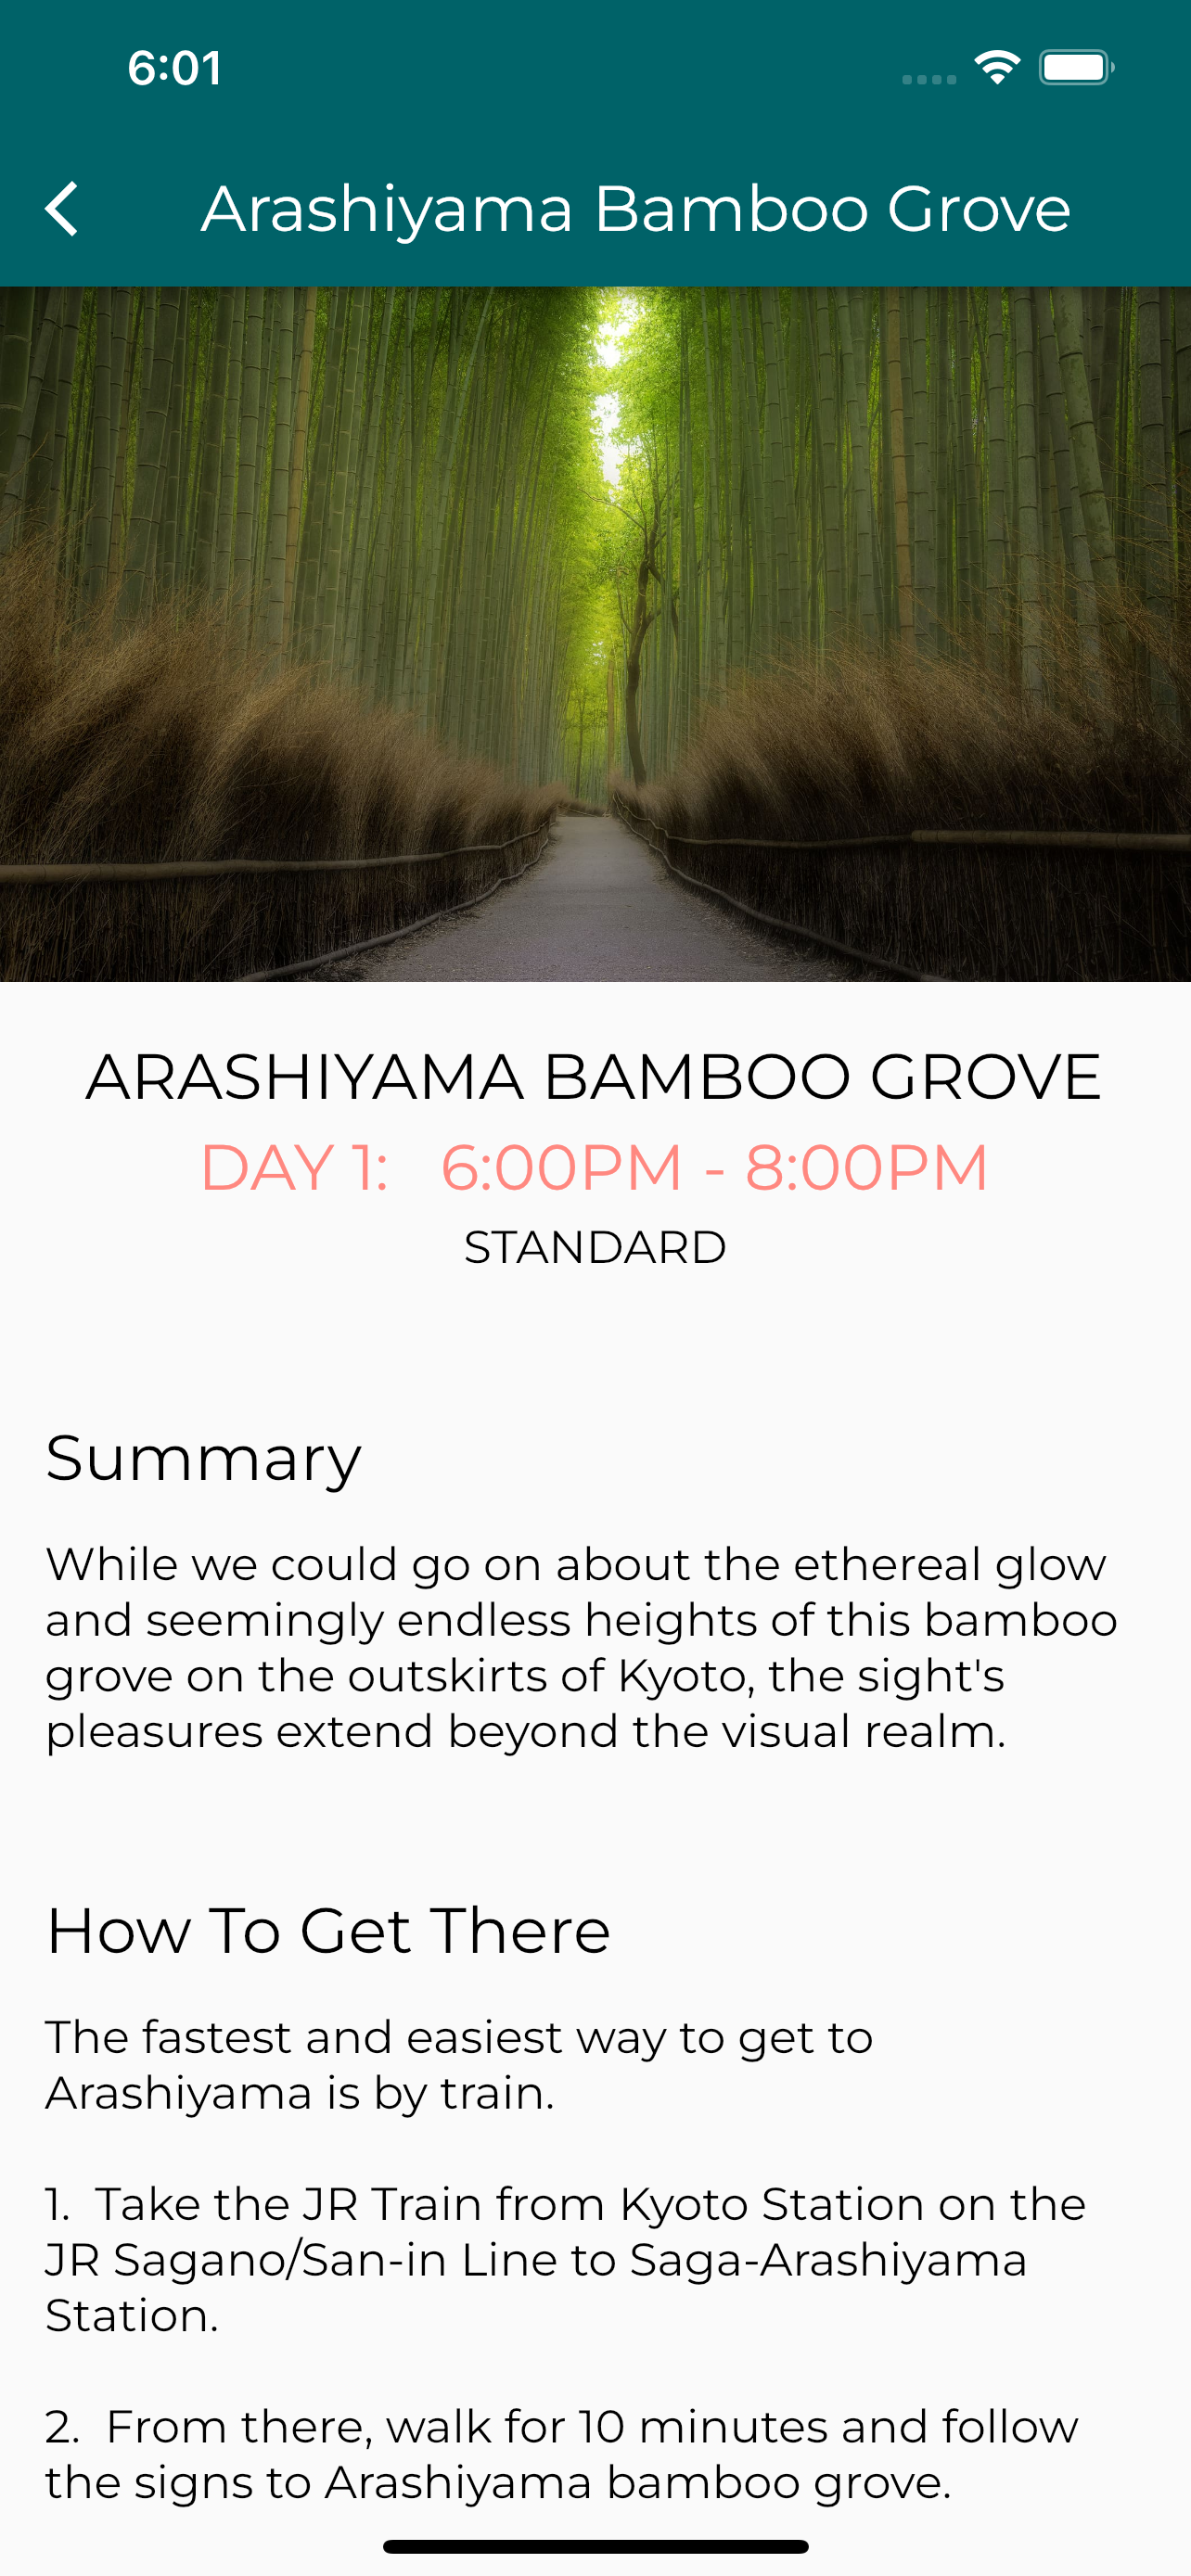 6:01
Arashiyama Bamboo Grove
ARASHIYAMA BAMBOO GROVE
DAY 1:   6:00PM - 8:00PM
STANDARD
Summary
While we could go on about the ethereal glow
and seemingly endless heights of this bamboo
grove on the outskirts of Kyoto, the sight's
pleasures extend beyond the visual realm.
How To Get There
The fastest and easiest way to get to
Arashiyama is by train.
1.  Take the JR Train from Kyoto Station on the
JR Sagano/San-in Line to Saga-Arashiyama
Station.
2.  From there, walk for 10 minutes and follow
the signs to Arashiyama bamboo grove.